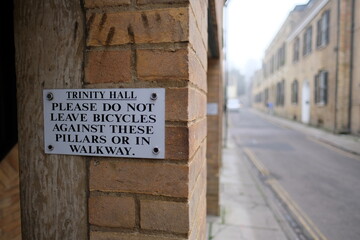 TRINITY HALL
PLEASE DO NOT
LEAVE BICYCLES
AGAINST THESE
PILLARS OR IN
WALKWAY.